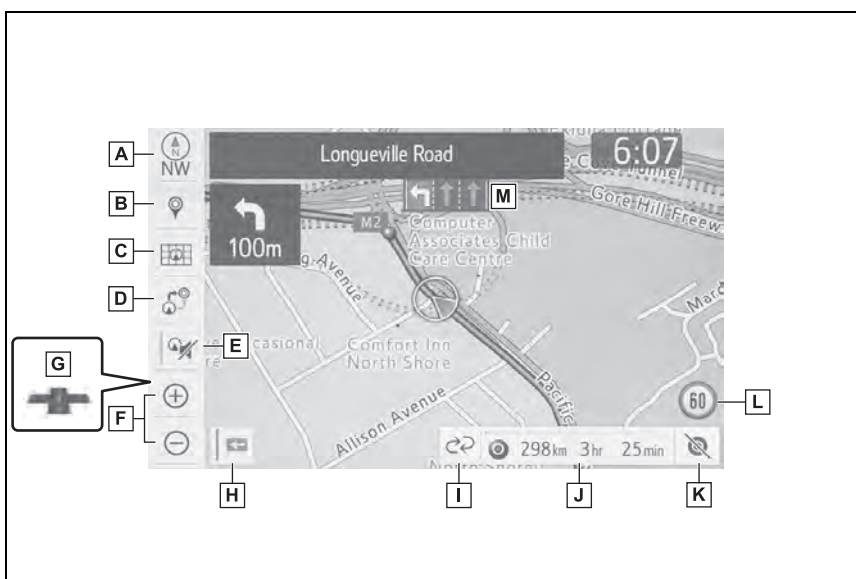 A
N
NW
B
C
D
E
F
G
H
I
J
K
L
M
Longueville Road
6:07
100m
M2
Computer
Associates Child
Care Centre
Gore Hill Freew
Avenue
Comfort Inn
North Shore
casional
Allison Avenue
Pacific
60
298km 3hr 25min